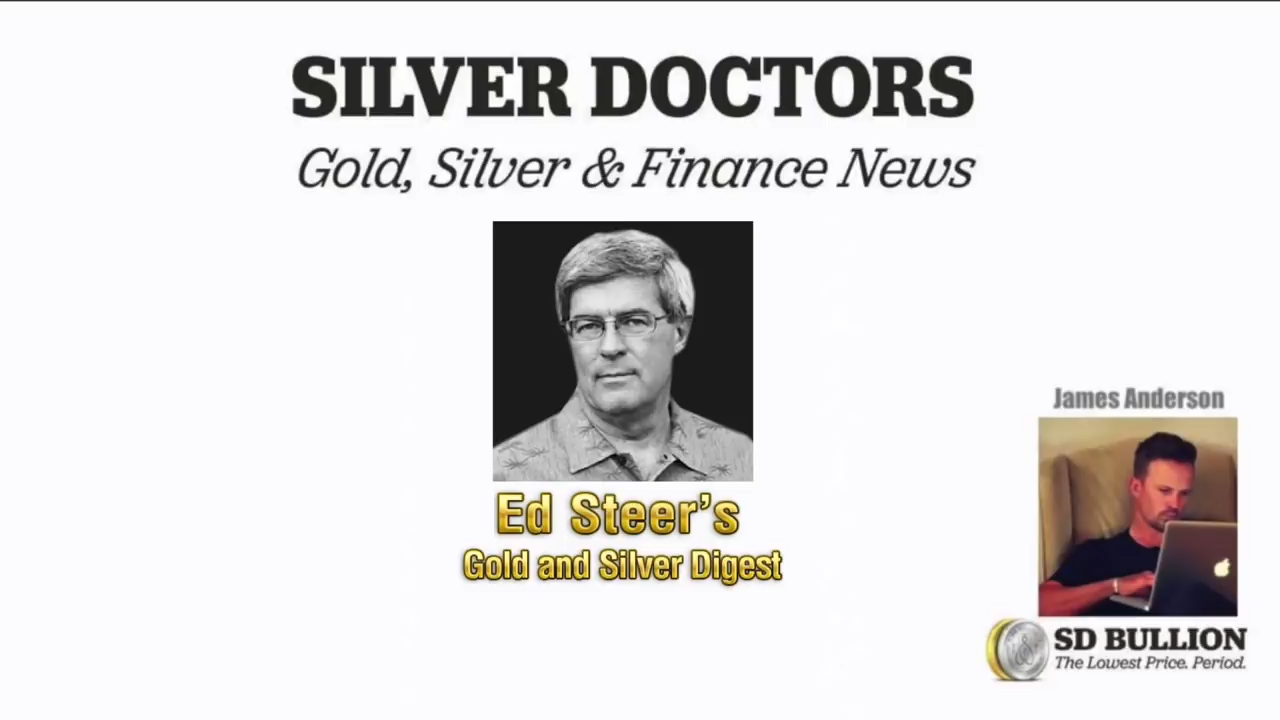 SILVER DOCTORS
Gold, Silver & Finance News
Ed Steer's
Gold and Silver Digest
James Anderson
SD BULLION
The Lowest Price. Period.